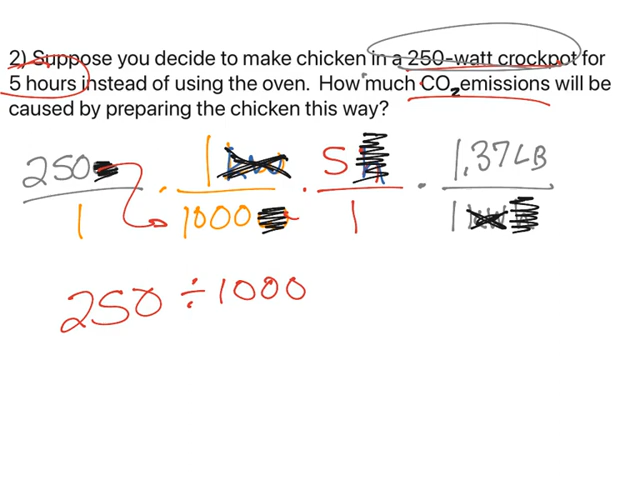 2) Suppose you decide to make chicken in a 250-watt crockpot for
5 hours instead of using the oven. How much CO₂ emissions will be
caused by preparing the chicken this way?
250 · 1 · 5 · 1.37LB
1 1000 1 1
250 ÷ 1000